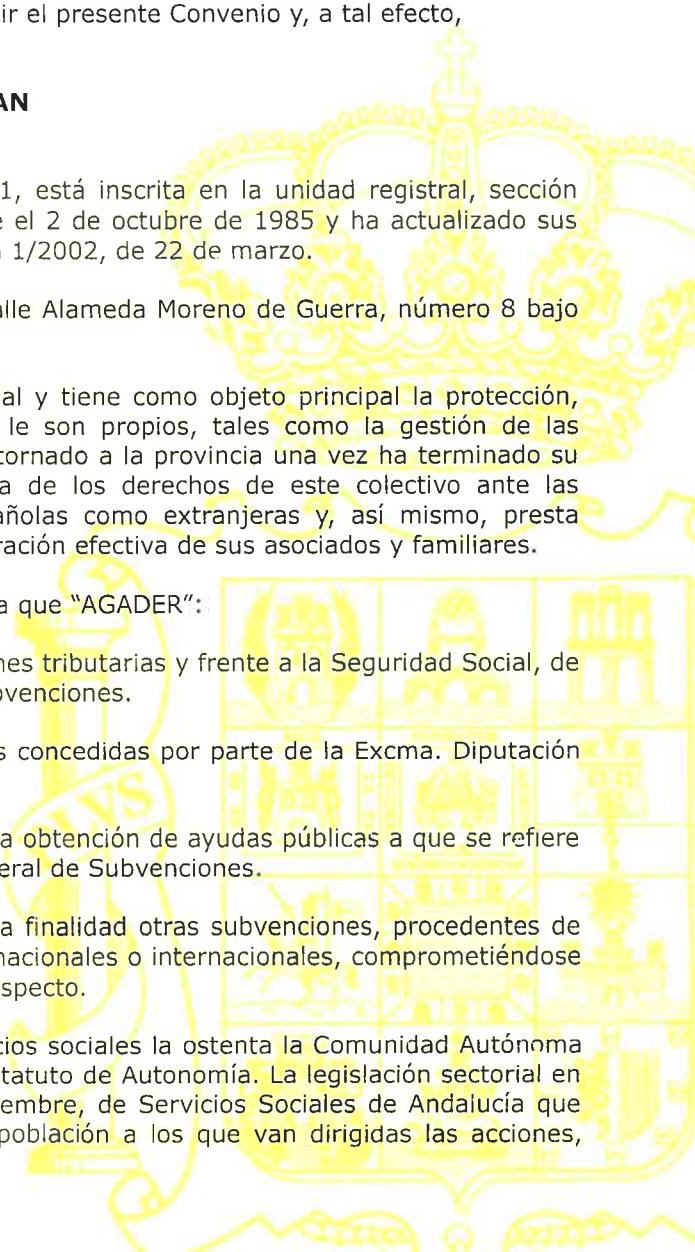 ir el presente Convenio y, a tal efecto,
AN
1, está inscrita en la unidad registral, sección
e el 2 de octubre de 1985 y ha actualizado sus
1/2002, de 22 de marzo.
alle Alameda Moreno de Guerra, número 8 bajo
al y tiene como objeto principal la protección,
le son propios, tales como la gestión de las
tornado a la provincia una vez ha terminado su
a de los derechos de este colectivo ante las
añolas como extranjeras y, así mismo, presta
ración efectiva de sus asociados y familiares.
a que "AGADER":
nes tributarias y frente a la Seguridad Social, de
ovenciones.
s concedidas por parte de la Excma. Diputación
LVS
a obtención de ayudas públicas a que se refiere
eral de Subvenciones.
a finalidad otras subvenciones, procedentes de
nacionales o internacionales, comprometiéndose
specto.
cios sociales la ostenta la Comunidad Autónoma
tatuto de Autonomía. La legislación sectorial en
embre, de Servicios Sociales de Andalucía que
población a los que van dirigidas las acciones,